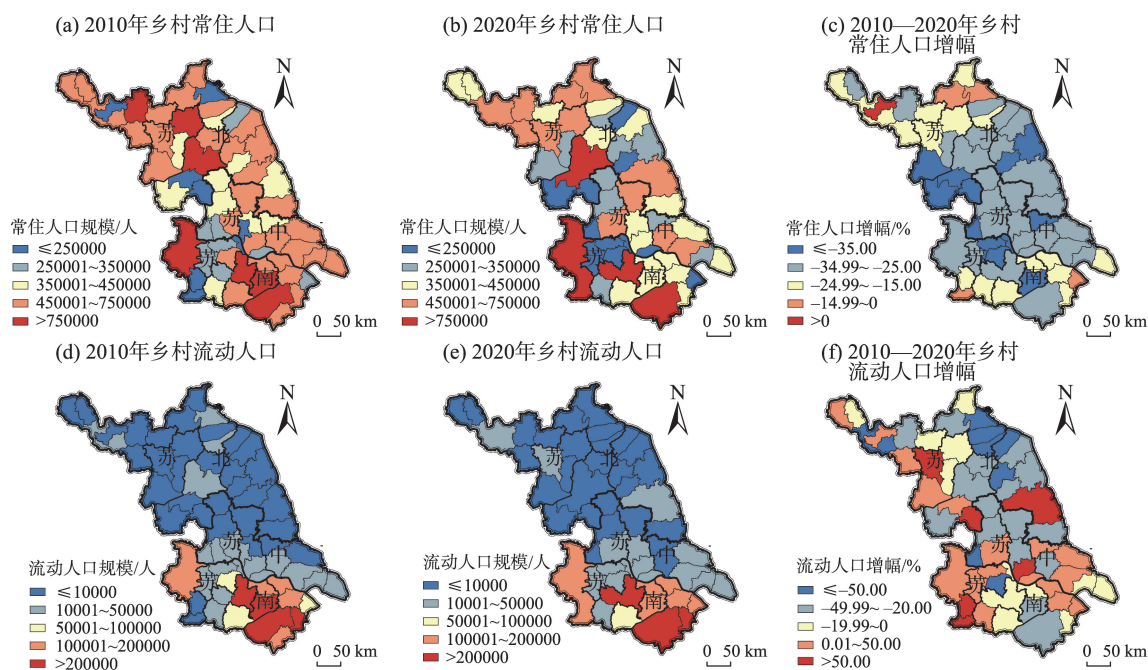 (a) 2010年乡村常住人口
N
苏
北
苏
中
苏
南
常住人口规模/人
≤250000
250001~350000
350001~450000
450001~750000
>750000
0 50 km
(b) 2020年乡村常住人口
N
苏
北
苏
中
苏
南
常住人口规模/人
≤250000
250001~350000
350001~450000
450001~750000
>750000
0 50 km
(c) 2010—2020年乡村
常住人口增幅
N
苏
北
苏
中
苏
南
常住人口增幅/%
≤–35.00
–34.99~ –25.00
–24.99~ –15.00
–14.99~0
>0
0 50 km
(d) 2010年乡村流动人口
N
苏
北
苏
中
苏
南
流动人口规模/人
≤10000
10001~50000
50001~100000
100001~200000
>200000
0 50 km
(e) 2020年乡村流动人口
N
苏
北
苏
中
苏
南
流动人口规模/人
≤10000
10001~50000
50001~100000
100001~200000
>200000
0 50 km
(f) 2010—2020年乡村
流动人口增幅
N
苏
北
苏
中
苏
南
流动人口增幅/%
≤–50.00
–49.99~ –20.00
–19.99~0
0.01~50.00
>50.00
0 50 km